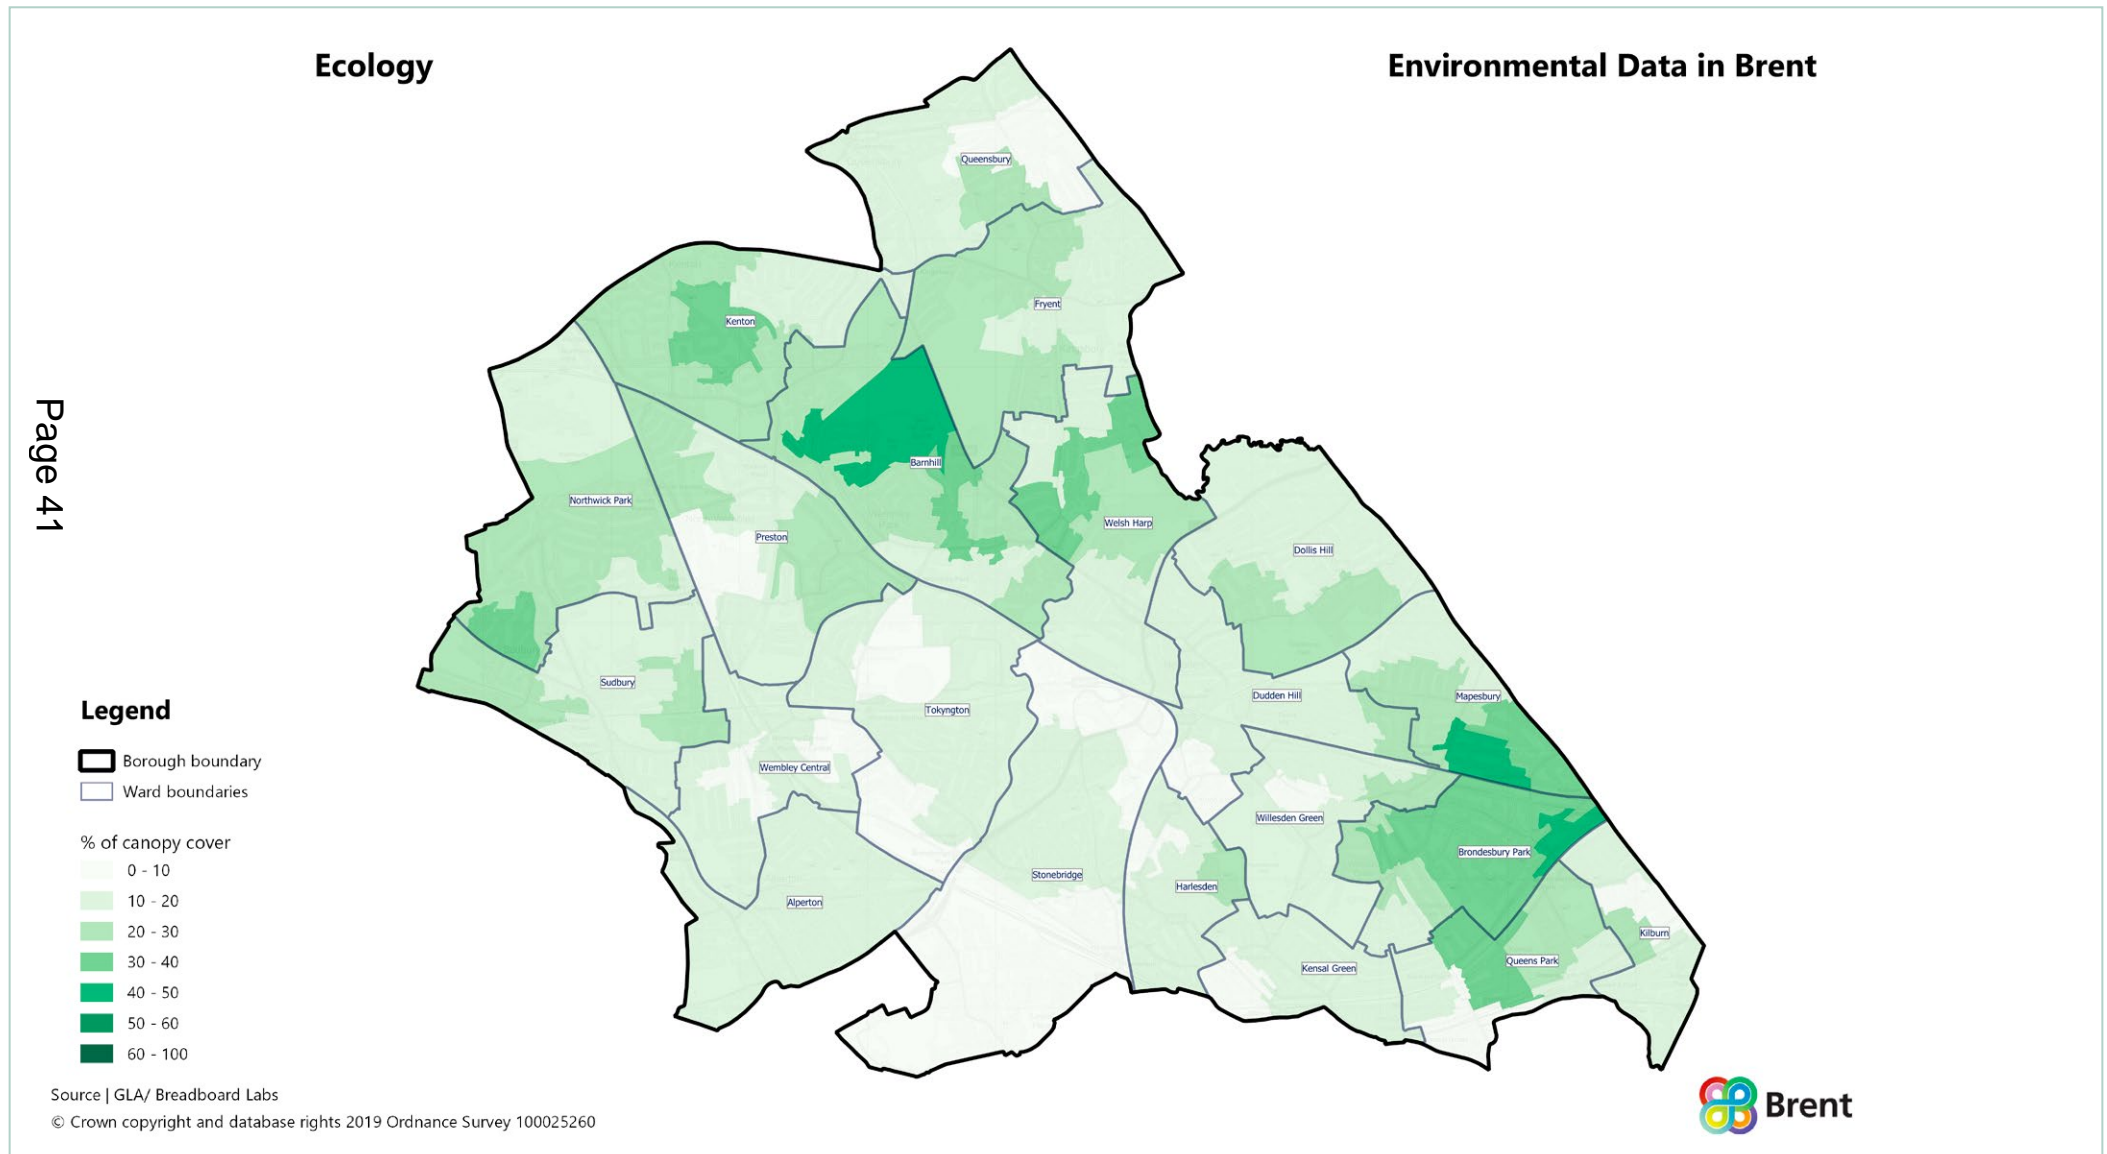 Ecology
Environmental Data in Brent
Page 41
Queensbury
Fryent
Kenton
Barnhill
Northwick Park
Welsh Harp
Preston
Dollis Hill
Sudbury
Dudden Hill
Mapesbury
Tokyngton
Wembley Central
Willesden Green
Brondesbury Park
Stonebridge
Harlesden
Alperton
Kilburn
Queens Park
Kensal Green
Legend
Borough boundary
Ward boundaries
% of canopy cover
0 - 10
10 - 20
20 - 30
30 - 40
40 - 50
50 - 60
60 - 100
Source | GLA/ Breadboard Labs
© Crown copyright and database rights 2019 Ordnance Survey 100025260
Brent